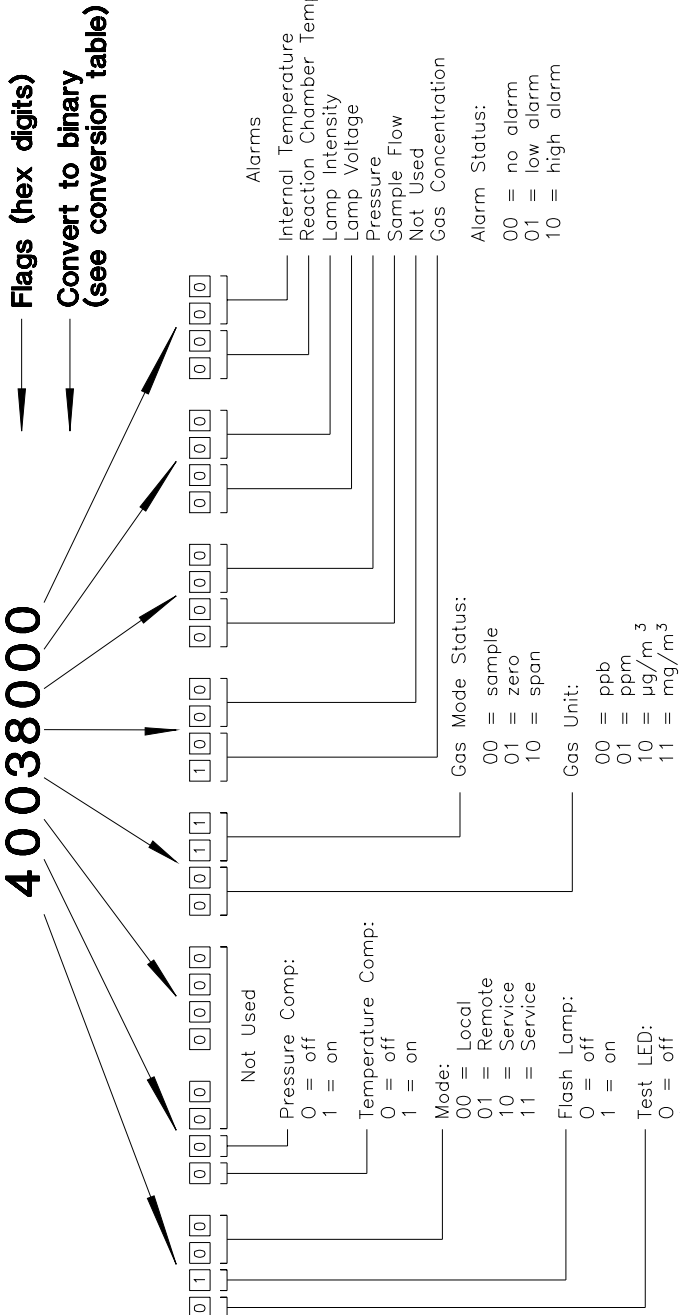 40038000
Flags (hex digits)
Convert to binary
(see conversion table)
0 1 0 0 0 0 0 0 0 0 0 0 0 0 1 1 1 0 0 0 0 0 0 0 0 0 0 0 0 0 0 0
Alarms
Internal Temperature
Reaction Chamber Temp
Lamp Intensity
Lamp Voltage
Pressure
Sample Flow
Not Used
Gas Concentration
Alarm Status:
00 = no alarm
01 = low alarm
10 = high alarm
Gas Mode Status:
00 = sample
01 = zero
10 = span
Gas Unit:
00 = ppb
01 = ppm
10 = µg/m³
11 = mg/m³
Not Used
Pressure Comp:
0 = off
1 = on
Temperature Comp:
0 = off
1 = on
Mode:
00 = Local
01 = Remote
10 = Service
11 = Service
Flash Lamp:
0 = off
1 = on
Test LED:
0 = off